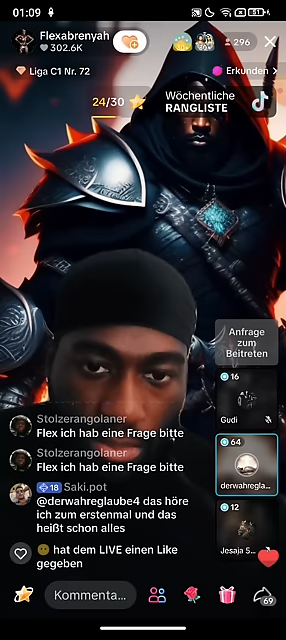 01:09
51
Flexabrenyah
302.6K
296
Liga C1 Nr. 72
Erkunden
24/30
Wöchentliche
RANGLISTE
Anfrage
zum
Beitreten
16
Gudi
64
derwahregla...
12
Jesaja 5...
Stolzerangolaner
Flex ich hab eine Frage bitte
Stolzerangolaner
Flex ich hab eine Frage bitte
18 Saki.pot
@derwahreglaube4 das höre
ich zum erstenmal und das
heißt schon alles
hat dem LIVE einen Like
gegeben
Kommenta...
69